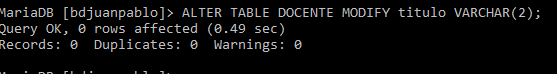 MariaDB [bdjuanpablo]> ALTER TABLE DOCENTE MODIFY titulo VARCHAR(2);
Query OK, 0 rows affected (0.49 sec)
Records: 0  Duplicates: 0  Warnings: 0